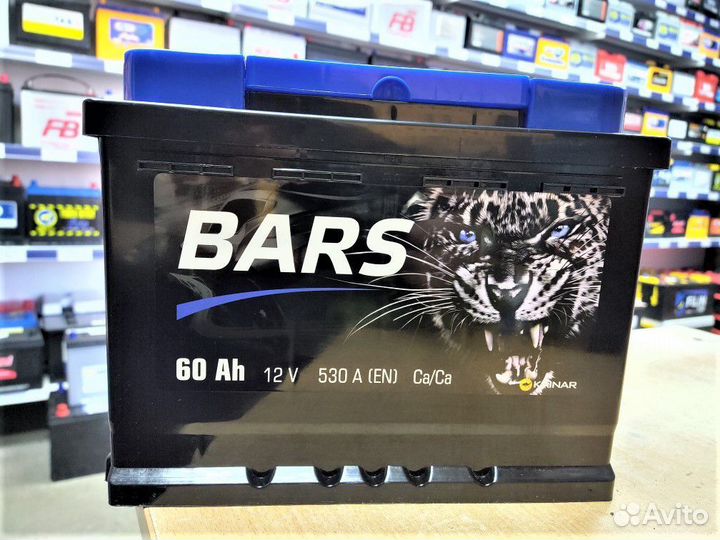 BARS
60 Ah 12 V 530 A (EN) Ca/Ca
KAINAR
Avito